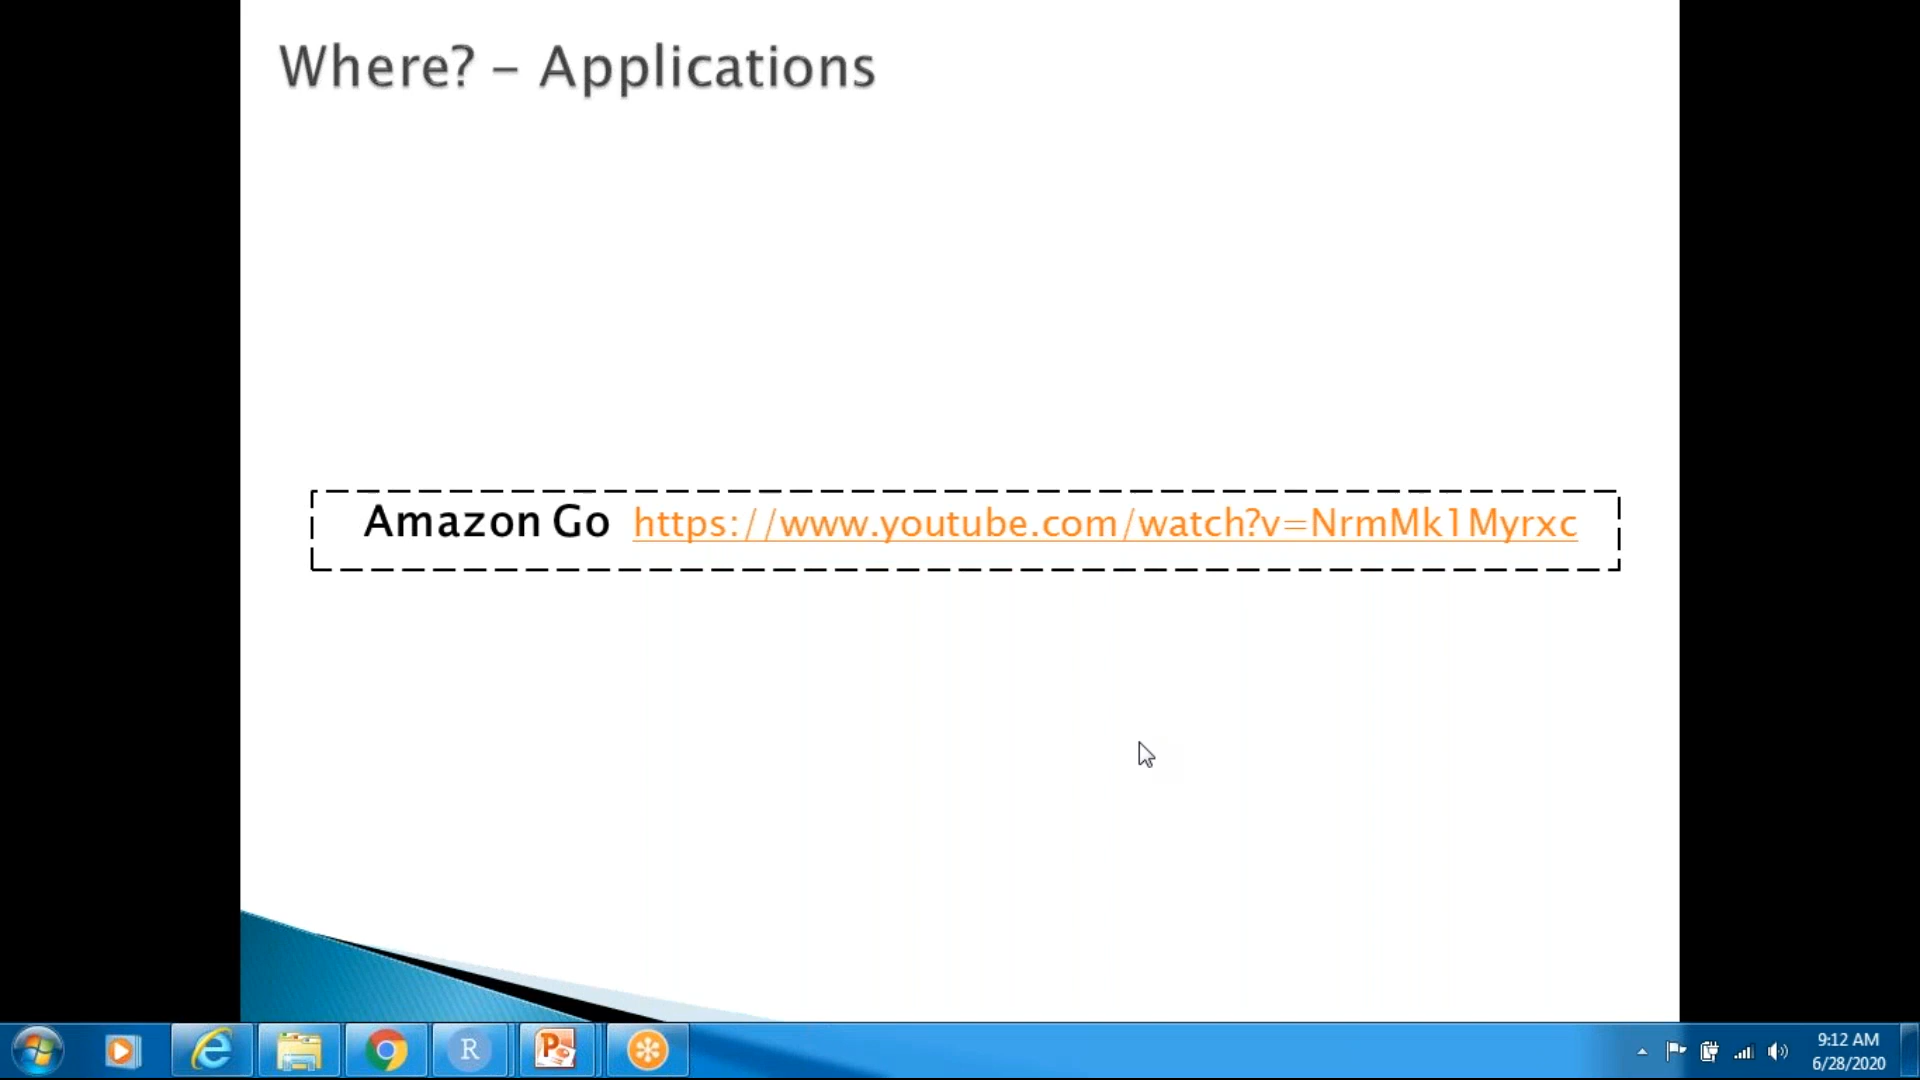 Where? – Applications
Amazon Go https://www.youtube.com/watch?v=NrmMk1Myrxc
R
9:12 AM
6/28/2020